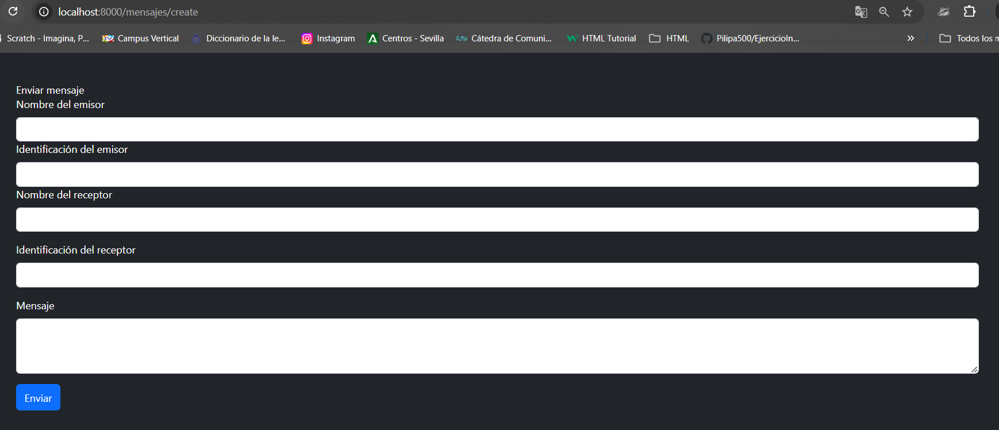 localhost:8000/mensajes/create
Scratch - Imagina, P... Campus Vertical Diccionario de la le... Instagram Centros - Sevilla Cátedra de Comuni... HTML Tutorial HTML Pilipa500/EjercicioIn... » Todos los m
Enviar mensaje
Nombre del emisor
Identificación del emisor
Nombre del receptor
Identificación del receptor
Mensaje
Enviar